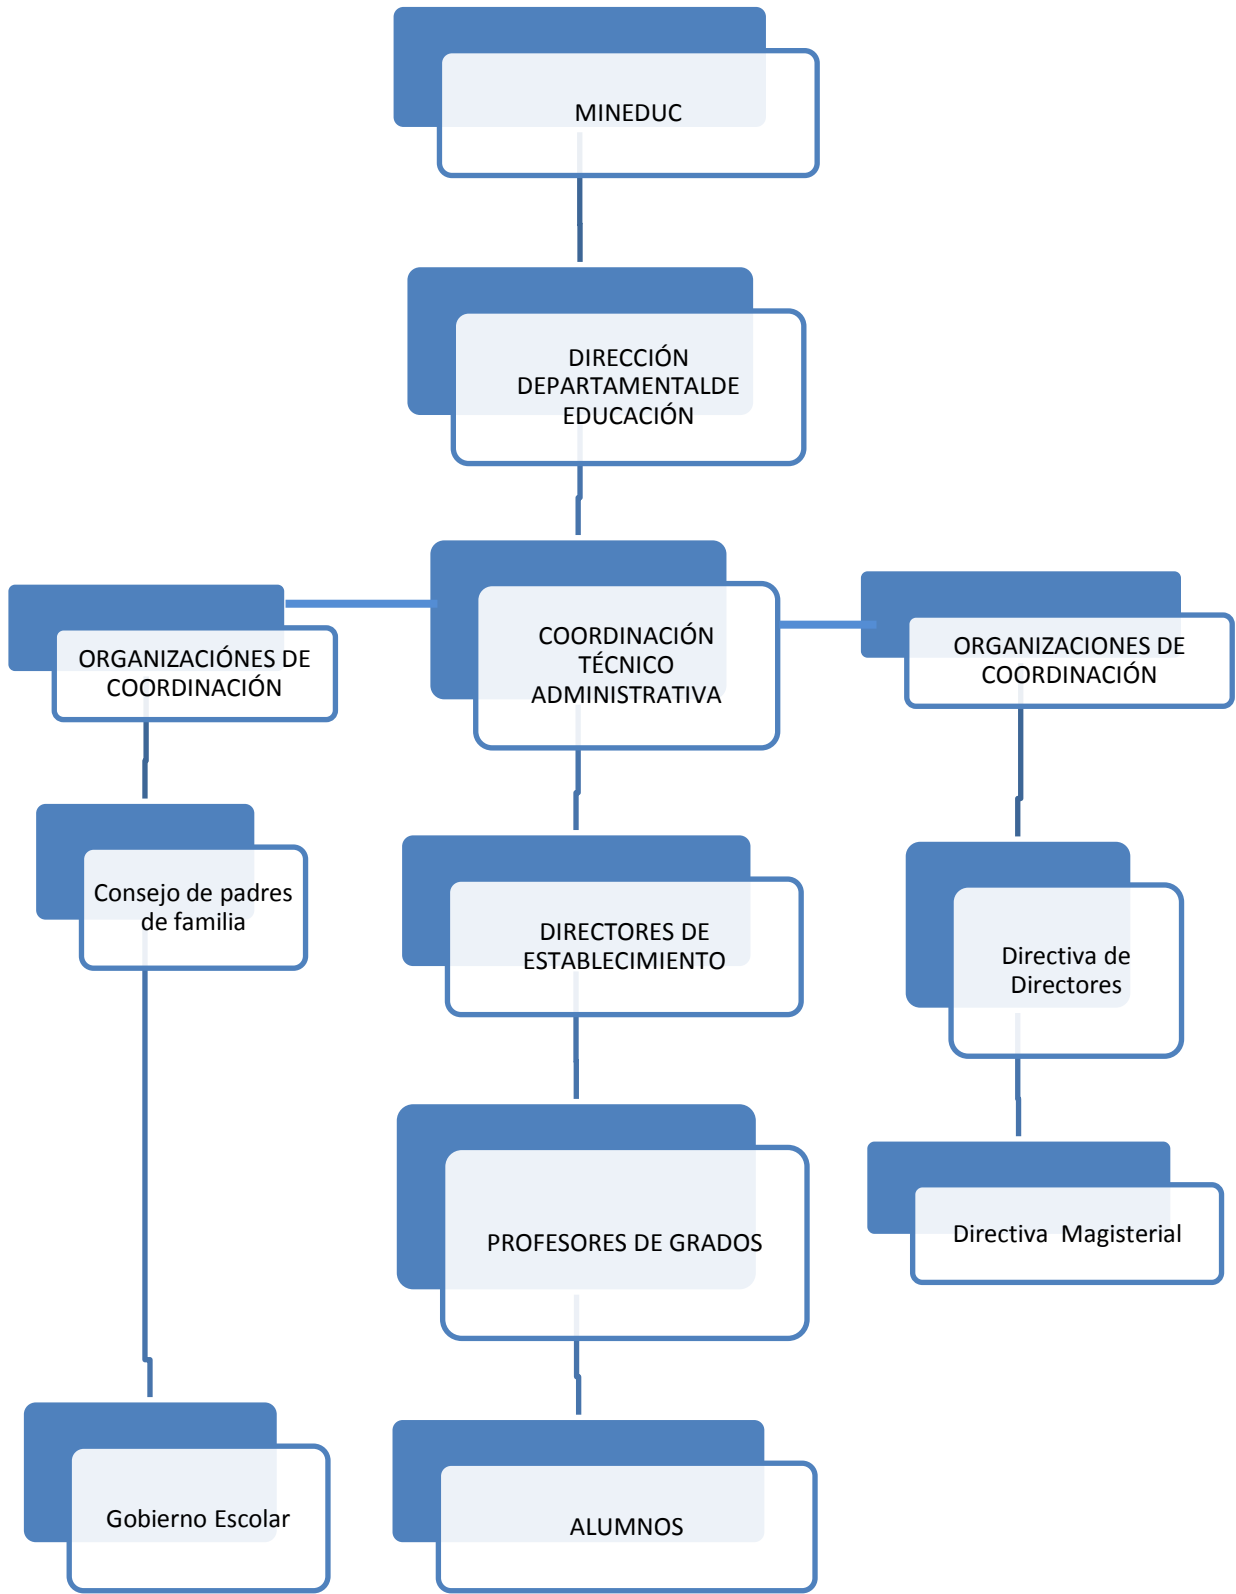 MINEDUC
DIRECCIÓN
DEPARTAMENTALDE
EDUCACIÓN
ORGANIZACIÓNES DE
COORDINACIÓN
COORDINACIÓN
TÉCNICO
ADMINISTRATIVA
ORGANIZACIONES DE
COORDINACIÓN
Consejo de padres
de familia
DIRECTORES DE
ESTABLECIMIENTO
Directiva de
Directores
PROFESORES DE GRADOS
Directiva  Magisterial
Gobierno Escolar
ALUMNOS